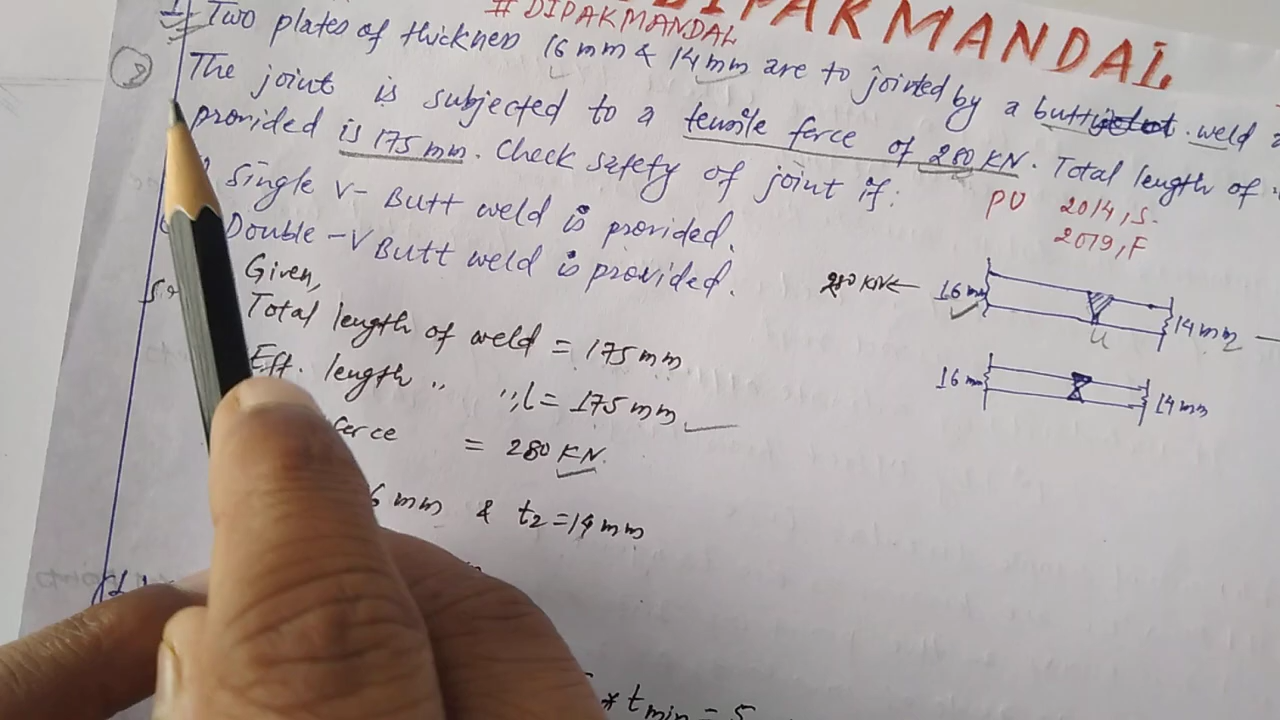 #DIPAKMANDAL
DIPAKMANDAL
Two plates of thickness 16 mm & 14 mm are to jointed by a butt weld
The joint is subjected to a tensile force of 280 KN. Total length of
provided is 175 mm. Check safety of joint if:
PU 2014,S
2019,F
Single V- Butt weld is provided.
Double -V Butt weld is provided.
Given,
Total length of weld = 175 mm
Eff. length " ", l = 175 mm
force = 280 KN
6 mm & t2 = 14 mm
280 KN ← 16 mm 14 mm
16 mm 14 mm
* tmin = 5